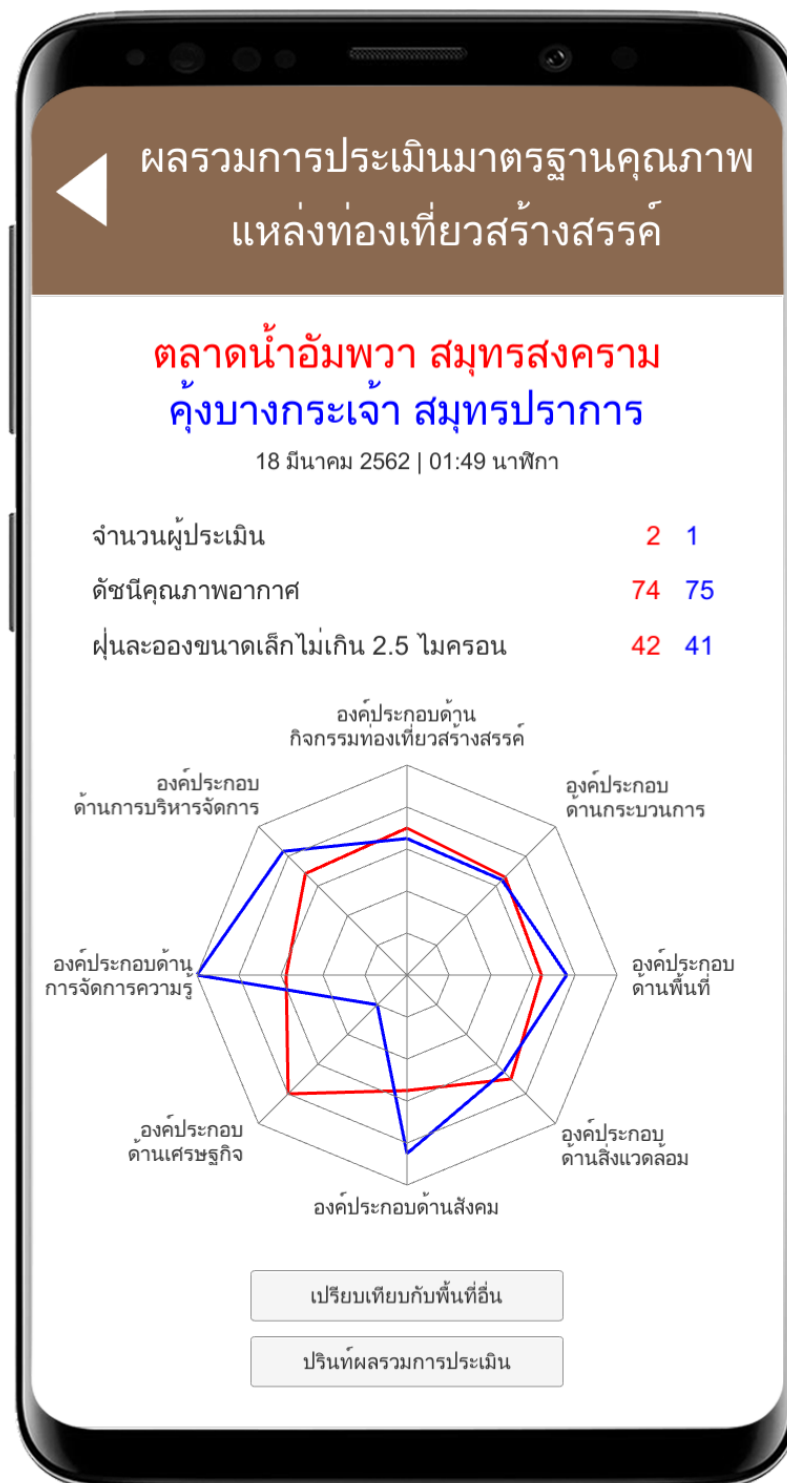 ผลรวมการประเมินมาตรฐานคุณภาพ
แหล่งท่องเที่ยวสร้างสรรค์
ตลาดน้ำอัมพวา สมุทรสงคราม
คุ้งบางกระเจ้า สมุทรปราการ
18 มีนาคม 2562 | 01:49 นาฬิกา
จำนวนผู้ประเมิน 2 1
ดัชนีคุณภาพอากาศ 74 75
ฝุ่นละอองขนาดเล็กไม่เกิน 2.5 ไมครอน 42 41
องค์ประกอบด้าน
กิจกรรมท่องเที่ยวสร้างสรรค์
องค์ประกอบ
ด้านการบริหารจัดการ
องค์ประกอบ
ด้านกระบวนการ
องค์ประกอบด้าน
การจัดการความรู้
องค์ประกอบ
ด้านพื้นที่
องค์ประกอบ
ด้านเศรษฐกิจ
องค์ประกอบ
ด้านสิ่งแวดล้อม
องค์ประกอบด้านสังคม
เปรียบเทียบกับพื้นที่อื่น
ปรินท์ผลรวมการประเมิน